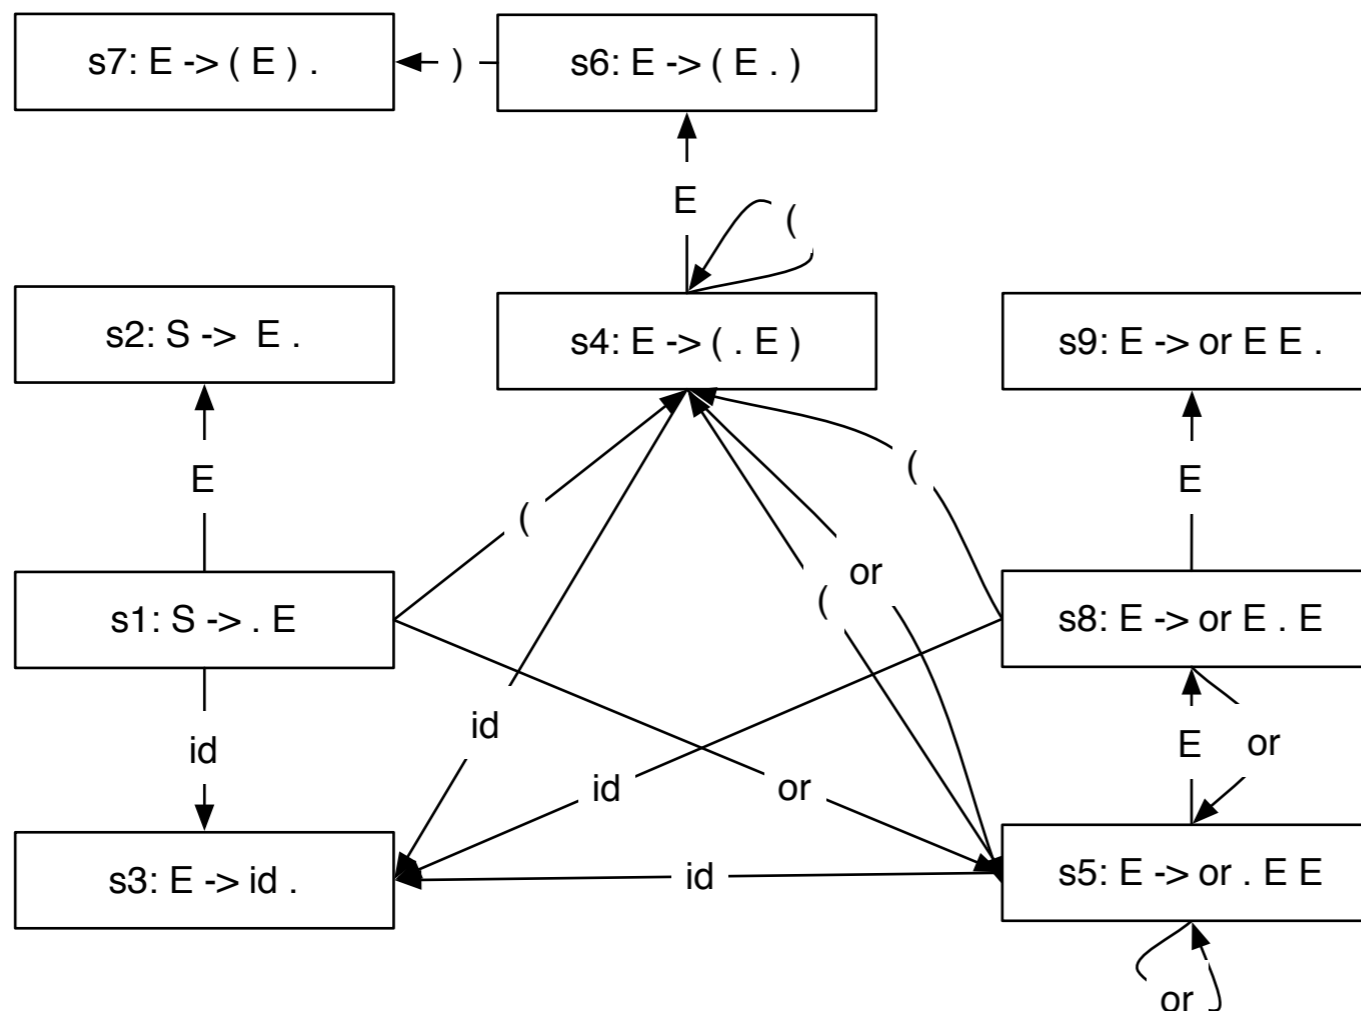 s7: E -> ( E ) .
)
s6: E -> ( E . )
E
(
s2: S ->  E .
s4: E -> ( . E )
s9: E -> or E E .
E
(
(
E
or
(
s1: S -> . E
s8: E -> or E . E
id
id
E
or
id
or
s3: E -> id .
id
s5: E -> or . E E
or